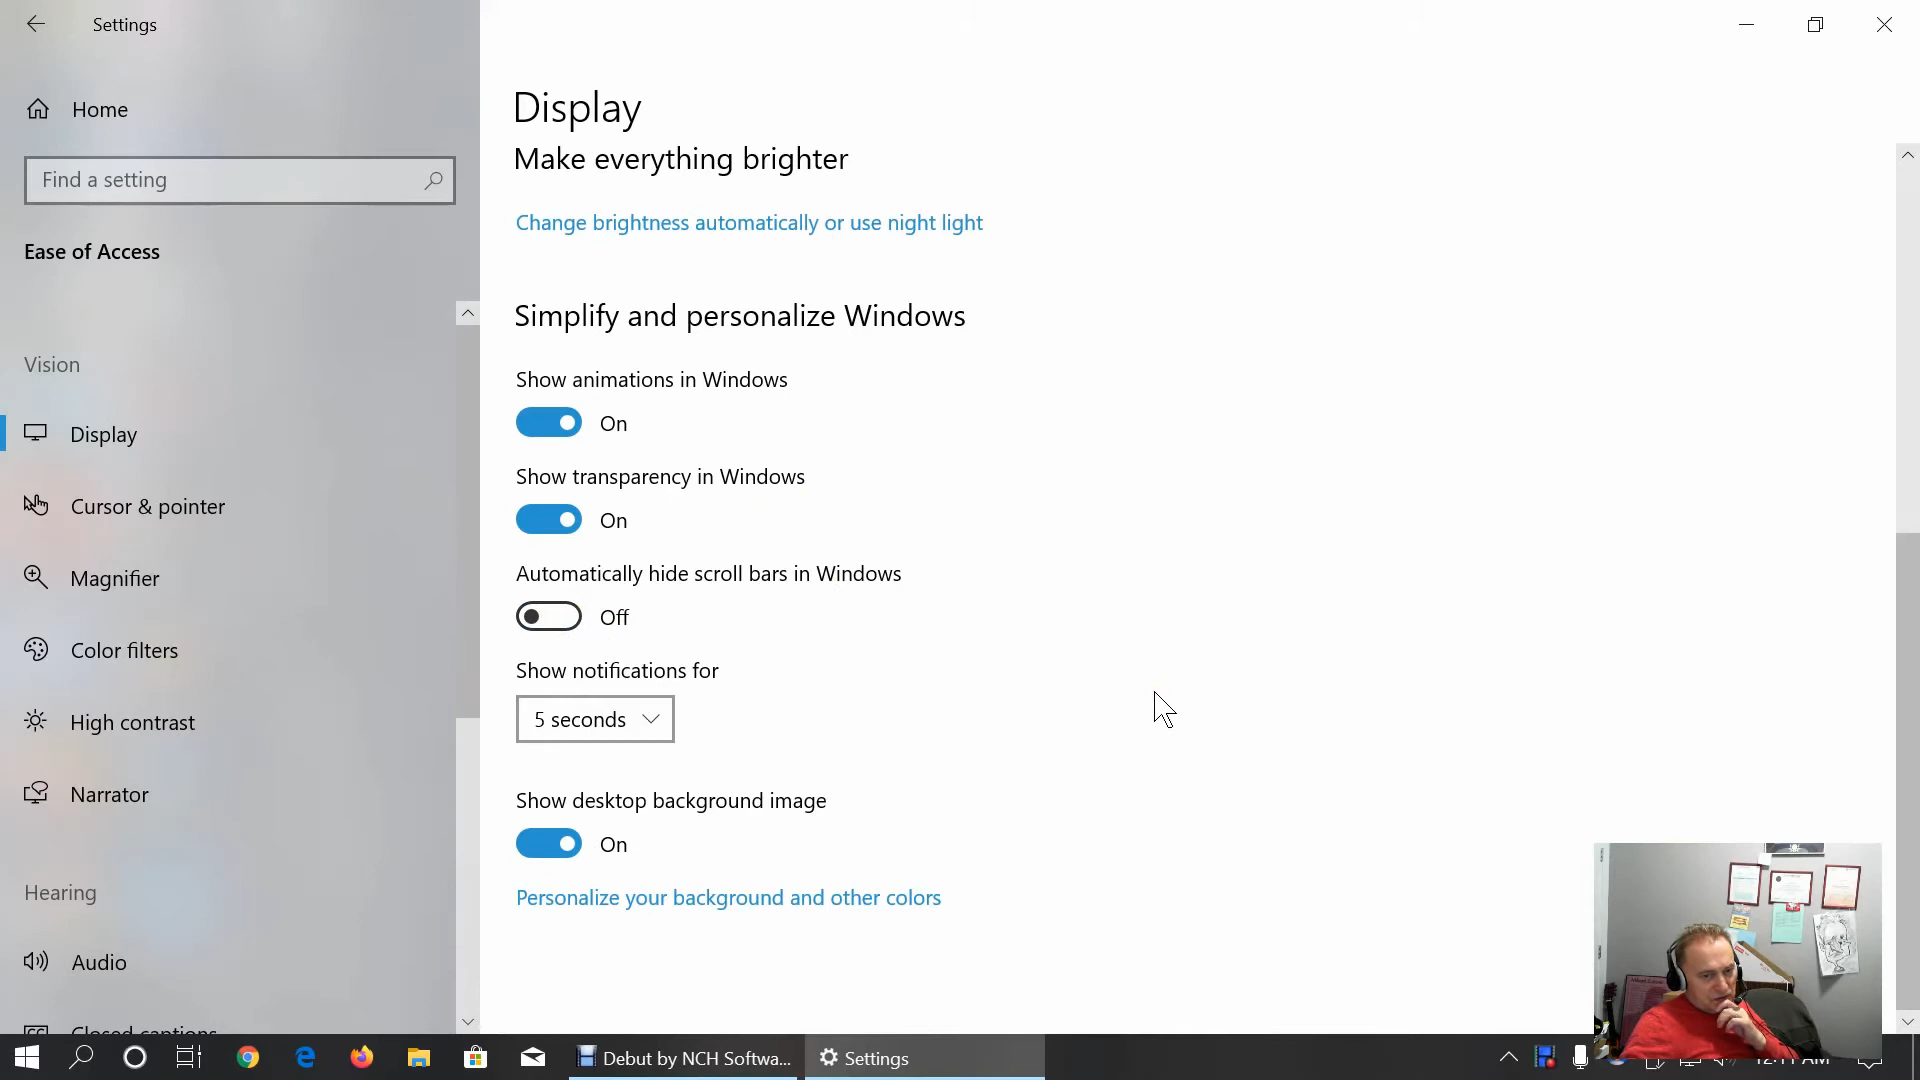 Settings
Home
Find a setting
Ease of Access
Vision
Display
Cursor & pointer
Magnifier
Color filters
High contrast
Narrator
Hearing
Audio
Closed captions
Display
Make everything brighter
Change brightness automatically or use night light
Simplify and personalize Windows
Show animations in Windows
On
Show transparency in Windows
On
Automatically hide scroll bars in Windows
Off
Show notifications for
5 seconds
Show desktop background image
On
Personalize your background and other colors
Debut by NCH Softwa...
Settings